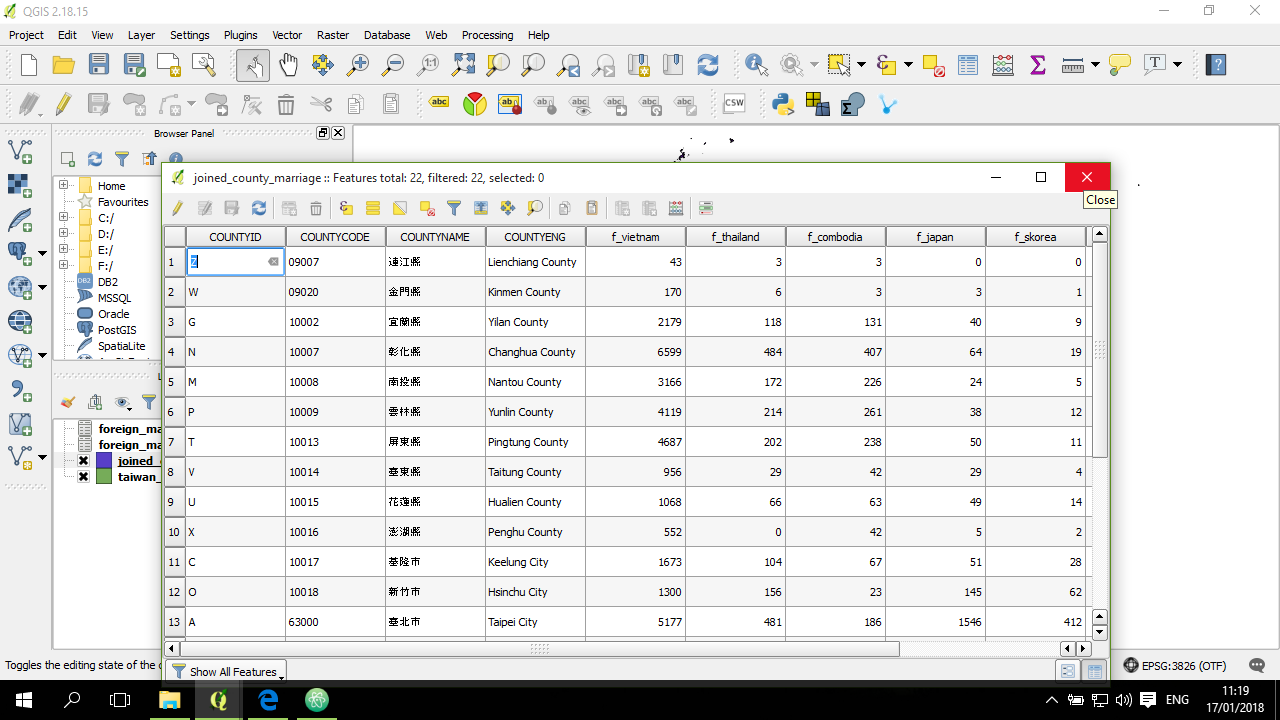 QGIS 2.18.15
Project Edit View Layer Settings Plugins Vector Raster Database Web Processing Help
abc ab abc abc abc abc abc CSW
Browser Panel
Home
Favourites
C:/
D:/
E:/
F:/
DB2 DB2
MSSQL
Oracle
PostGIS
SpatiaLite
foreign_ma
foreign_ma
joined_
taiwan_
joined_county_marriage :: Features total: 22, filtered: 22, selected: 0
Close
COUNTYID COUNTYCODE COUNTYNAME COUNTYENG f_vietnam f_thailand f_combodia f_japan f_skorea
1 Z 09007 連江縣 Lienchiang County 43 3 3 0 0
2 W 09020 金門縣 Kinmen County 170 6 3 3 1
3 G 10002 宜蘭縣 Yilan County 2179 118 131 40 9
4 N 10007 彰化縣 Changhua County 6599 484 407 64 19
5 M 10008 南投縣 Nantou County 3166 172 226 24 5
6 P 10009 雲林縣 Yunlin County 4119 214 261 38 12
7 T 10013 屏東縣 Pingtung County 4687 202 238 50 11
8 V 10014 臺東縣 Taitung County 956 29 42 29 4
9 U 10015 花蓮縣 Hualien County 1068 66 63 49 14
10 X 10016 澎湖縣 Penghu County 552 0 42 5 2
11 C 10017 基隆市 Keelung City 1673 104 67 51 28
12 O 10018 新竹市 Hsinchu City 1300 156 23 145 62
13 A 63000 臺北市 Taipei City 5177 481 186 1546 412
Show All Features
Toggles the editing state of the c
EPSG:3826 (OTF)
ENG
11:19
17/01/2018